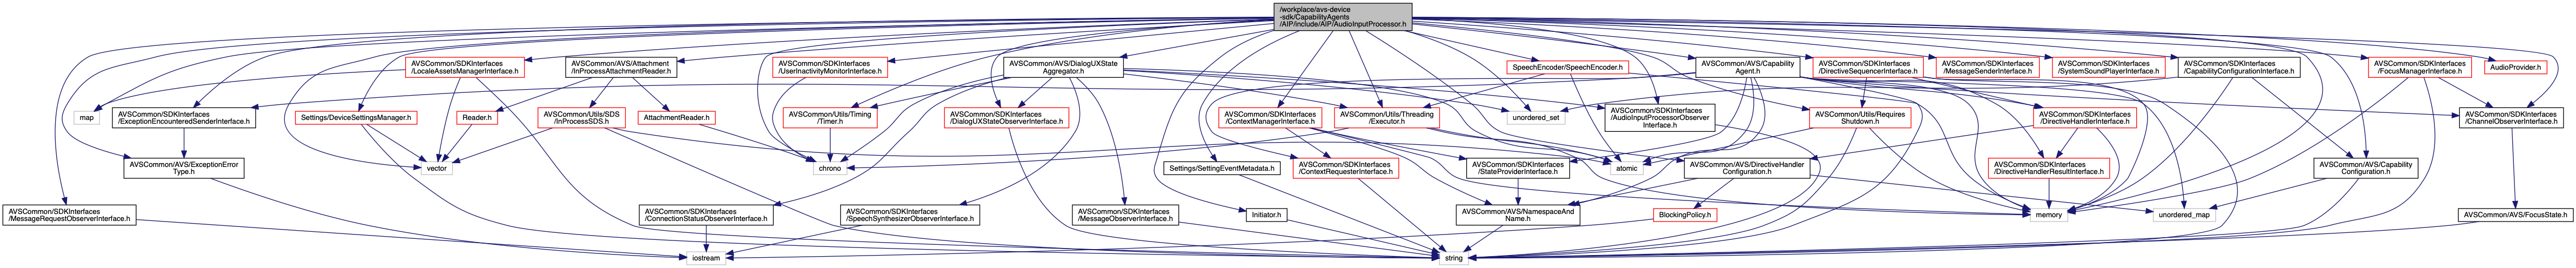 /workplace/avs-device
-sdk/CapabilityAgents
/AIP/include/AIP/AudioInputProcessor.h
AVSCommon/SDKInterfaces
/LocaleAssetsManagerInterface.h
AVSCommon/AVS/Attachment
/InProcessAttachmentReader.h
AVSCommon/SDKInterfaces
/UserInactivityMonitorInterface.h
AVSCommon/AVS/DialogUXState
Aggregator.h
SpeechEncoder/SpeechEncoder.h
AVSCommon/AVS/Capability
Agent.h
AVSCommon/SDKInterfaces
/DirectiveSequencerInterface.h
AVSCommon/SDKInterfaces
/MessageSenderInterface.h
AVSCommon/SDKInterfaces
/SystemSoundPlayerInterface.h
AVSCommon/SDKInterfaces
/CapabilityConfigurationInterface.h
AVSCommon/SDKInterfaces
/FocusManagerInterface.h
AudioProvider.h
map
AVSCommon/SDKInterfaces
/ExceptionEncounteredSenderInterface.h
Settings/DeviceSettingsManager.h
Reader.h
AVSCommon/Utils/SDS
/InProcessSDS.h
AttachmentReader.h
AVSCommon/Utils/Timing
/Timer.h
AVSCommon/SDKInterfaces
/DialogUXStateObserverInterface.h
AVSCommon/SDKInterfaces
/ContextManagerInterface.h
AVSCommon/Utils/Threading
/Executor.h
unordered_set
AVSCommon/SDKInterfaces
/AudioInputProcessorObserver
Interface.h
AVSCommon/Utils/Requires
Shutdown.h
AVSCommon/SDKInterfaces
/DirectiveHandlerInterface.h
AVSCommon/SDKInterfaces
/ChannelObserverInterface.h
AVSCommon/AVS/ExceptionError
Type.h
vector
chrono
Settings/SettingEventMetadata.h
AVSCommon/SDKInterfaces
/ContextRequesterInterface.h
AVSCommon/SDKInterfaces
/StateProviderInterface.h
atomic
AVSCommon/AVS/DirectiveHandler
Configuration.h
AVSCommon/SDKInterfaces
/DirectiveHandlerResultInterface.h
AVSCommon/AVS/Capability
Configuration.h
AVSCommon/SDKInterfaces
/MessageRequestObserverInterface.h
AVSCommon/SDKInterfaces
/ConnectionStatusObserverInterface.h
AVSCommon/SDKInterfaces
/SpeechSynthesizerObserverInterface.h
AVSCommon/SDKInterfaces
/MessageObserverInterface.h
Initiator.h
AVSCommon/AVS/NamespaceAnd
Name.h
BlockingPolicy.h
memory
unordered_map
AVSCommon/AVS/FocusState.h
iostream
string